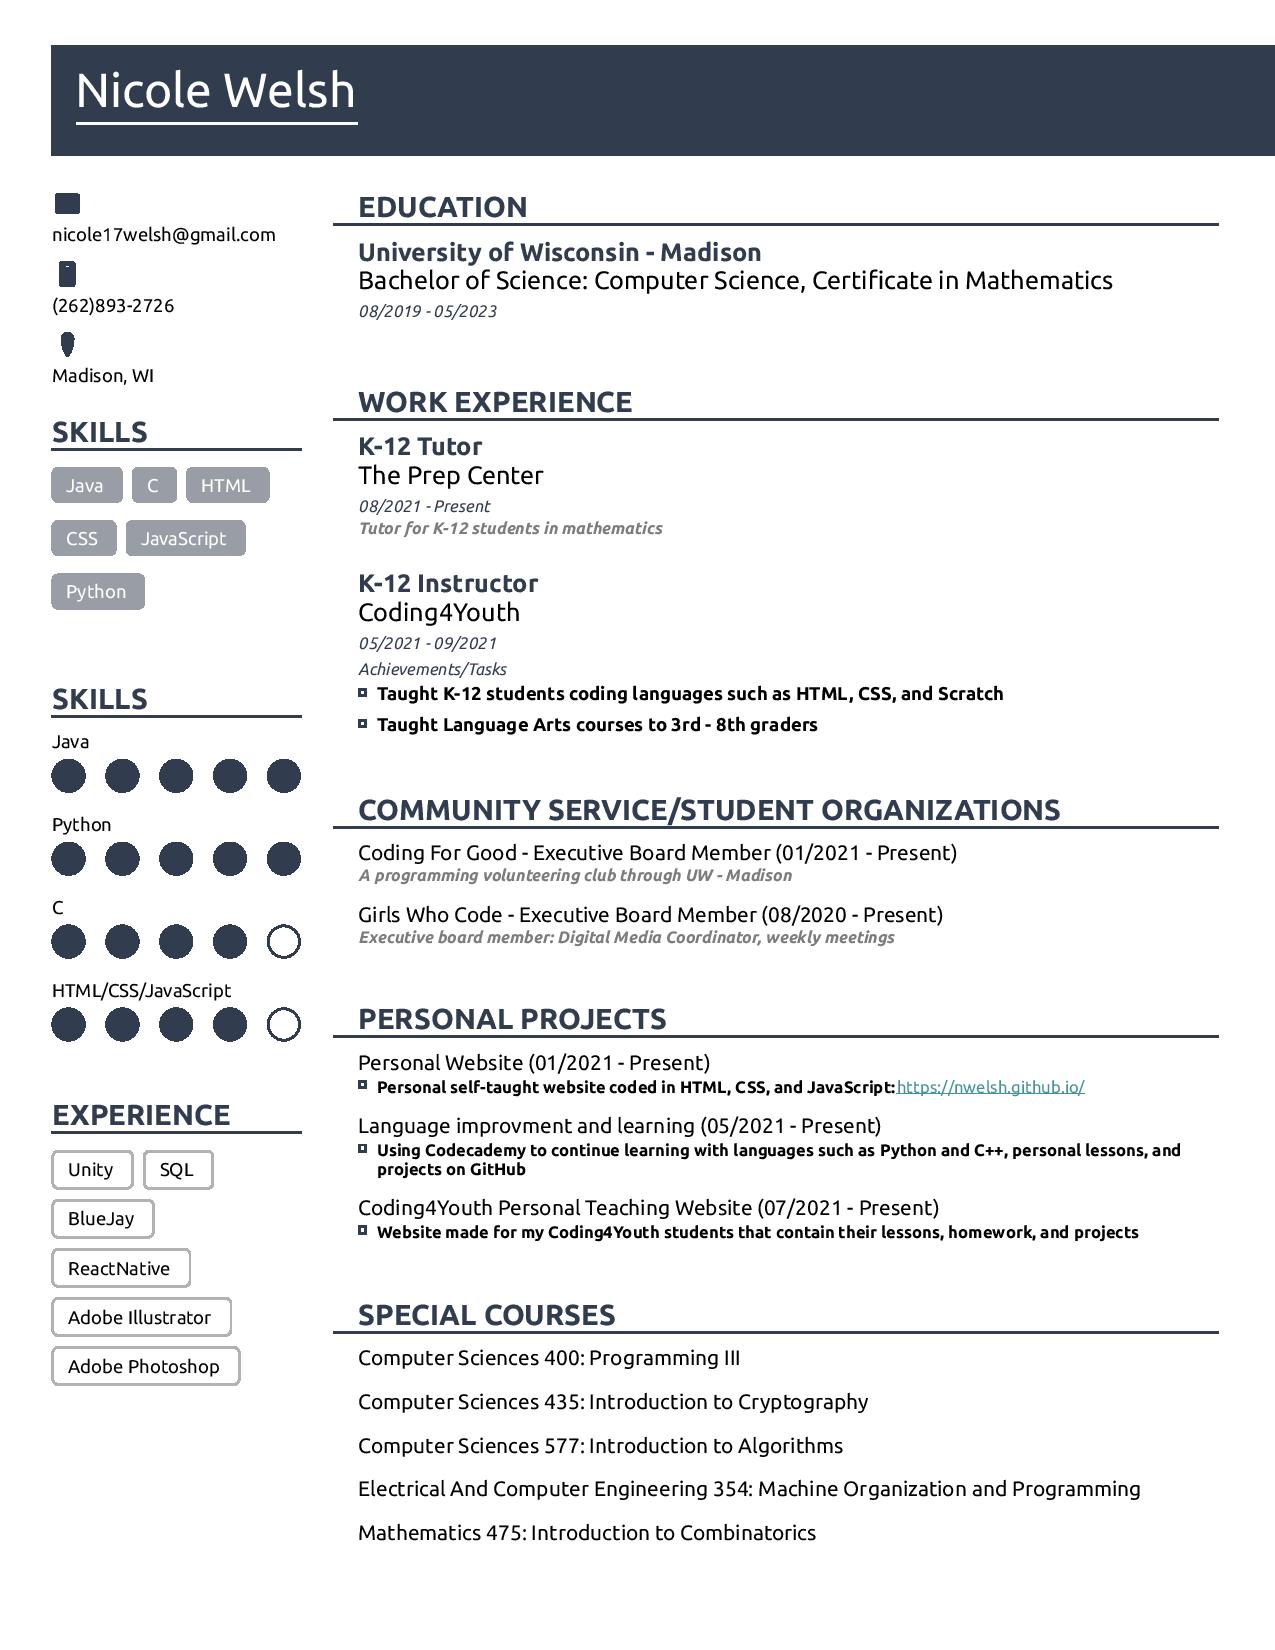 Nicole Welsh
nicole17welsh@gmail.com
(262)893-2726
Madison, WI
SKILLS
Java C HTML
CSS JavaScript
Python
SKILLS
Java
Python
C
HTML/CSS/JavaScript
EXPERIENCE
Unity SQL
BlueJay
ReactNative
Adobe Illustrator
Adobe Photoshop
EDUCATION
University of Wisconsin - Madison
Bachelor of Science: Computer Science, Certificate in Mathematics
08/2019 - 05/2023
WORK EXPERIENCE
K-12 Tutor
The Prep Center
08/2021 - Present
Tutor for K-12 students in mathematics
K-12 Instructor
Coding4Youth
05/2021 - 09/2021
Achievements/Tasks
Taught K-12 students coding languages such as HTML, CSS, and Scratch
Taught Language Arts courses to 3rd - 8th graders
COMMUNITY SERVICE/STUDENT ORGANIZATIONS
Coding For Good - Executive Board Member (01/2021 - Present)
A programming volunteering club through UW - Madison
Girls Who Code - Executive Board Member (08/2020 - Present)
Executive board member: Digital Media Coordinator, weekly meetings
PERSONAL PROJECTS
Personal Website (01/2021 - Present)
Personal self-taught website coded in HTML, CSS, and JavaScript:https://nwelsh.github.io/
Language improvment and learning (05/2021 - Present)
Using Codecademy to continue learning with languages such as Python and C++, personal lessons, and
projects on GitHub
Coding4Youth Personal Teaching Website (07/2021 - Present)
Website made for my Coding4Youth students that contain their lessons, homework, and projects
SPECIAL COURSES
Computer Sciences 400: Programming III
Computer Sciences 435: Introduction to Cryptography
Computer Sciences 577: Introduction to Algorithms
Electrical And Computer Engineering 354: Machine Organization and Programming
Mathematics 475: Introduction to Combinatorics